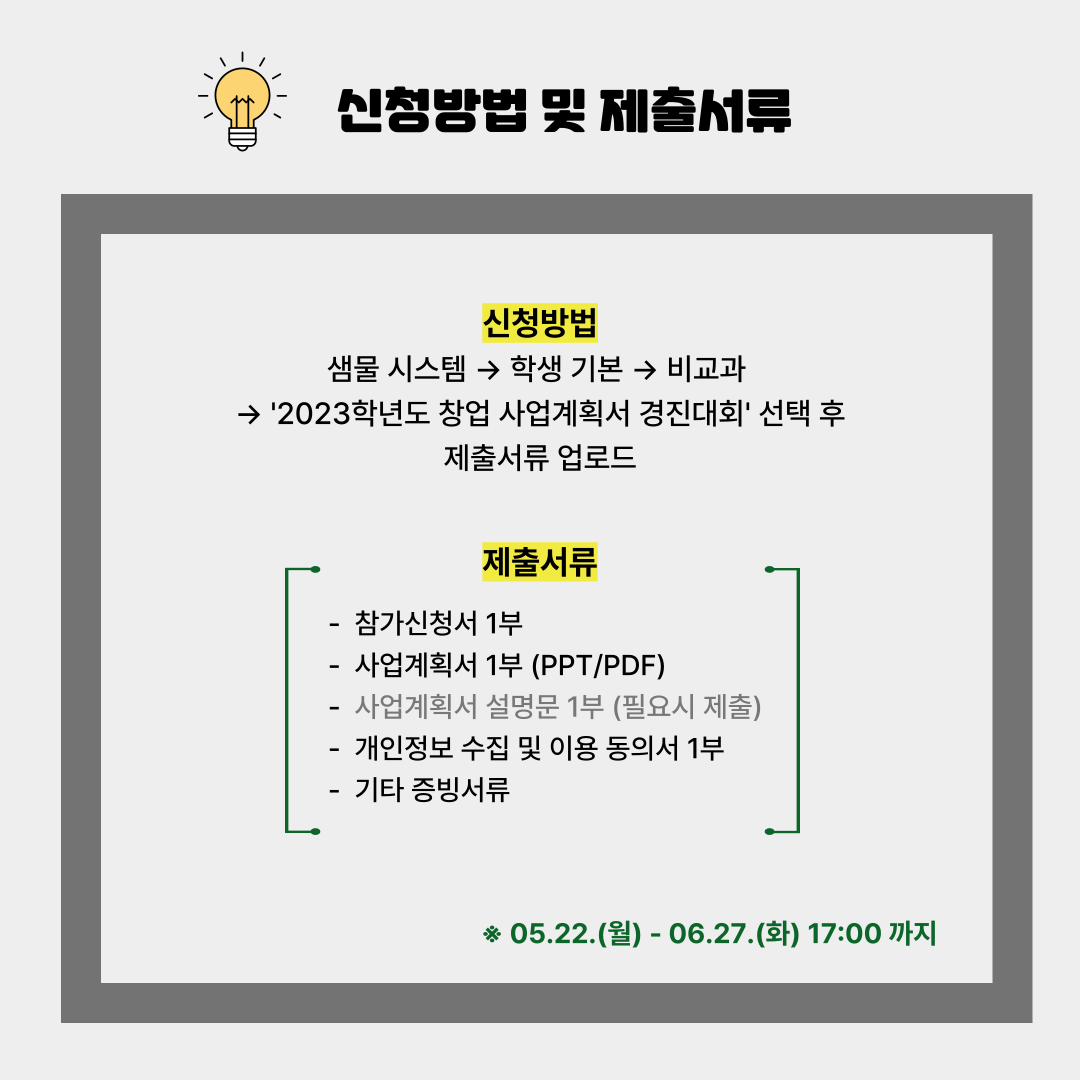 신청방법 및 제출서류
신청방법
샘물 시스템 → 학생 기본 → 비교과
→ '2023학년도 창업 사업계획서 경진대회' 선택 후
제출서류 업로드
제출서류
- 참가신청서 1부
- 사업계획서 1부 (PPT/PDF)
- 사업계획서 설명문 1부 (필요시 제출)
- 개인정보 수집 및 이용 동의서 1부
- 기타 증빙서류
※ 05.22.(월) - 06.27.(화) 17:00 까지